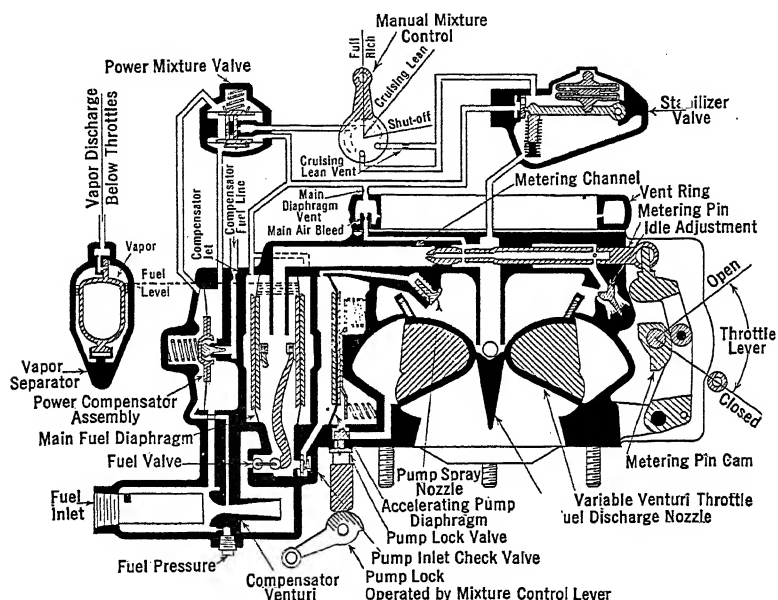 Manual Mixture
Control
Full
Rich
Cruising Lean
Power Mixture Valve
Shut-off
Stabilizer
Valve
Vapor Discharge
Below Throttles
Cruising
Lean Vent
Compensator
Fuel Line
Compensator
Jet
Main
Diaphragm
Vent
Main Air Bleed
Metering Channel
Vent Ring
Metering Pin
Idle Adjustment
Vapor
Fuel
Level
Open
Throttle
Lever
Closed
Vapor
Separator
Power Compensator
Assembly
Main Fuel Diaphragm
Fuel Valve
Metering Pin Cam
Fuel
Inlet
Pump Spray
Nozzle
Accelerating Pump
Diaphragm
Variable Venturi Throttle
uel Discharge Nozzle
Pump Lock Valve
Pump Inlet Check Valve
Fuel Pressure
Compensator
Venturi
Pump Lock
Operated by Mixture Control Lever